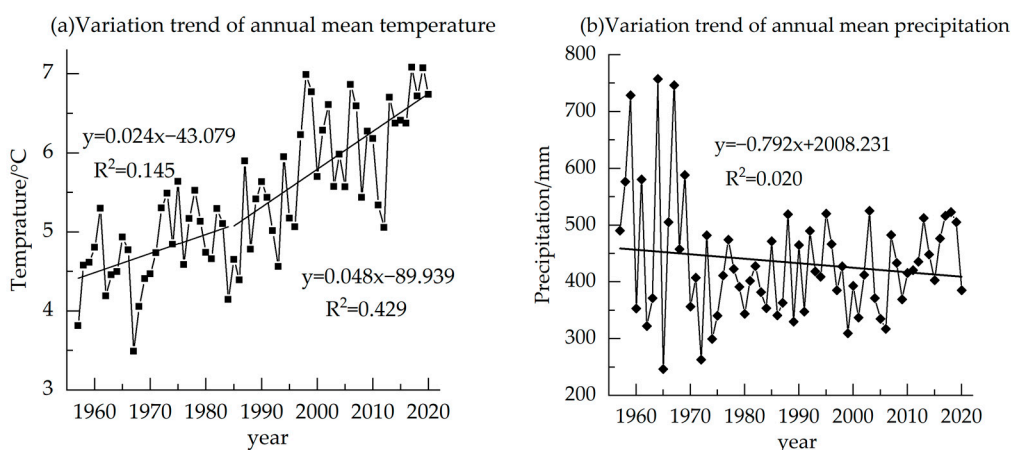 (a)Variation trend of annual mean temperature
7
6
5
4
3
Temprature/°C
y=0.024x−43.079
R²=0.145
y=0.048x−89.939
R²=0.429
1960 1970 1980 1990 2000 2010 2020
year
(b)Variation trend of annual mean precipitation
800
700
600
500
400
300
200
Precipitation/mm
y=−0.792x+2008.231
R²=0.020
1960 1970 1980 1990 2000 2010 2020
year